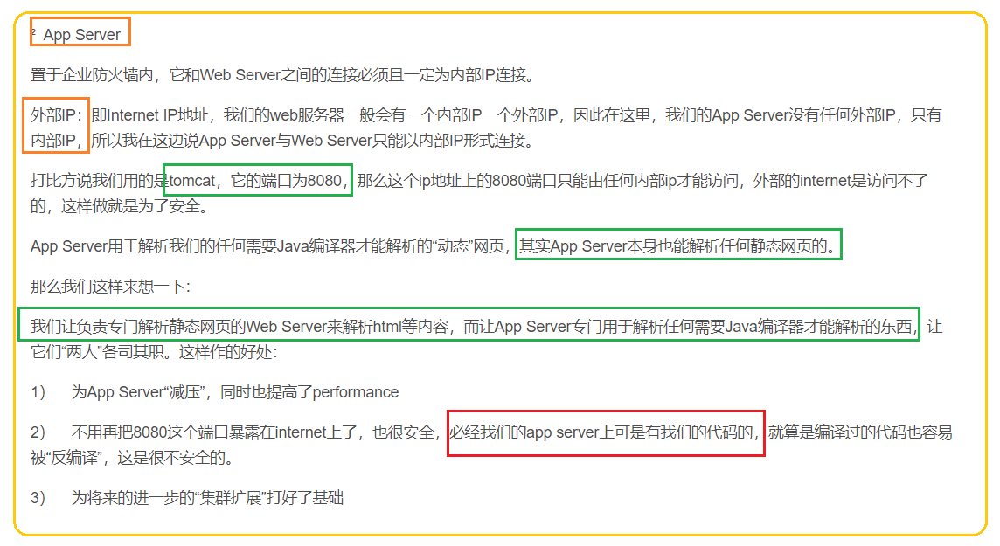 ² App Server
置于企业防火墙内，它和Web Server之间的连接必须且一定为内部IP连接。
外部IP：即Internet IP地址，我们的web服务器一般会有一个内部IP一个外部IP，因此在这里，我们的App Server没有任何外部IP，只有
内部IP，所以我在这边说App Server与Web Server只能以内部IP形式连接。
打比方说我们用的是tomcat，它的端口为8080，那么这个ip地址上的8080端口只能由任何内部ip才能访问，外部的internet是访问不了
的，这样做就是为了安全。
App Server用于解析我们的任何需要Java编译器才能解析的“动态”网页，其实App Server本身也能解析任何静态网页的。
那么我们这样来想一下：
我们让负责专门解析静态网页的Web Server来解析html等内容，而让App Server专门用于解析任何需要Java编译器才能解析的东西，让
它们“两人”各司其职。这样作的好处：
1） 为App Server“减压”，同时也提高了performance
2） 不用再把8080这个端口暴露在internet上了，也很安全，必经我们的app server上可是有我们的代码的，就算是编译过的代码也容易
被“反编译”，这是很不安全的。
3） 为将来的进一步的“集群扩展”打好了基础